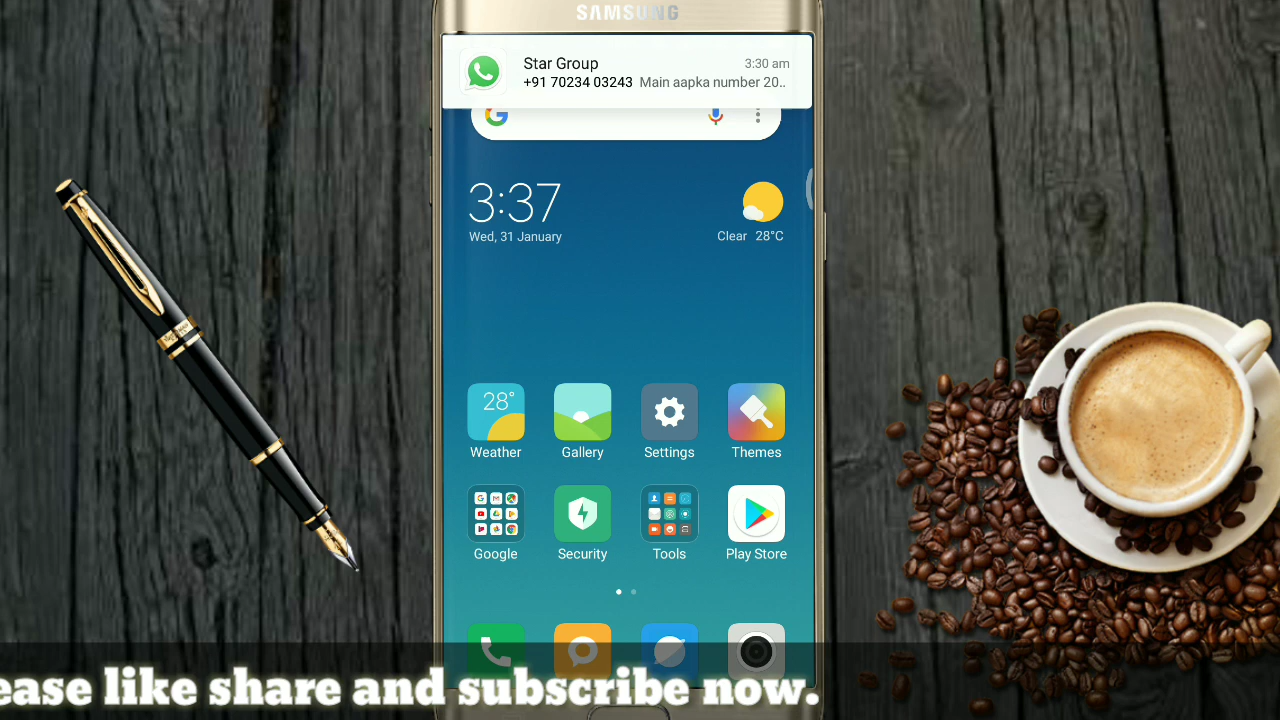 SAMSUNG
Star Group
3:30 am
+91 70234 03243 Main aapka number 20..
3:37
Wed, 31 January
Clear 28°C
28°
Weather
Gallery
Settings
Themes
Google
Security
Tools
Play Store
ease like share and subscribe now.